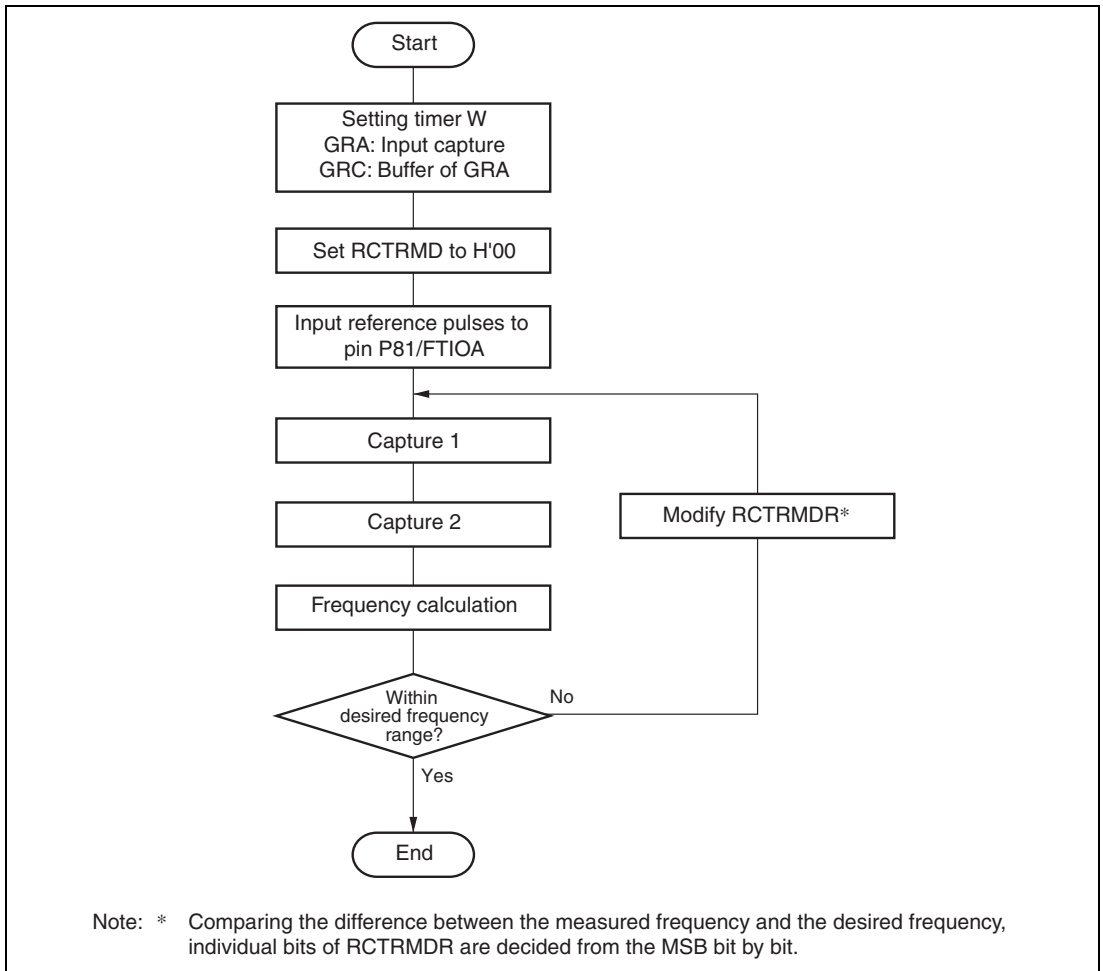 Start
Setting timer W
GRA: Input capture
GRC: Buffer of GRA
Set RCTRMD to H'00
Input reference pulses to
pin P81/FTIOA
Capture 1
Capture 2
Modify RCTRMDR*
Frequency calculation
Within
desired frequency
range?
No
Yes
End
Note: * Comparing the difference between the measured frequency and the desired frequency,
individual bits of RCTRMDR are decided from the MSB bit by bit.